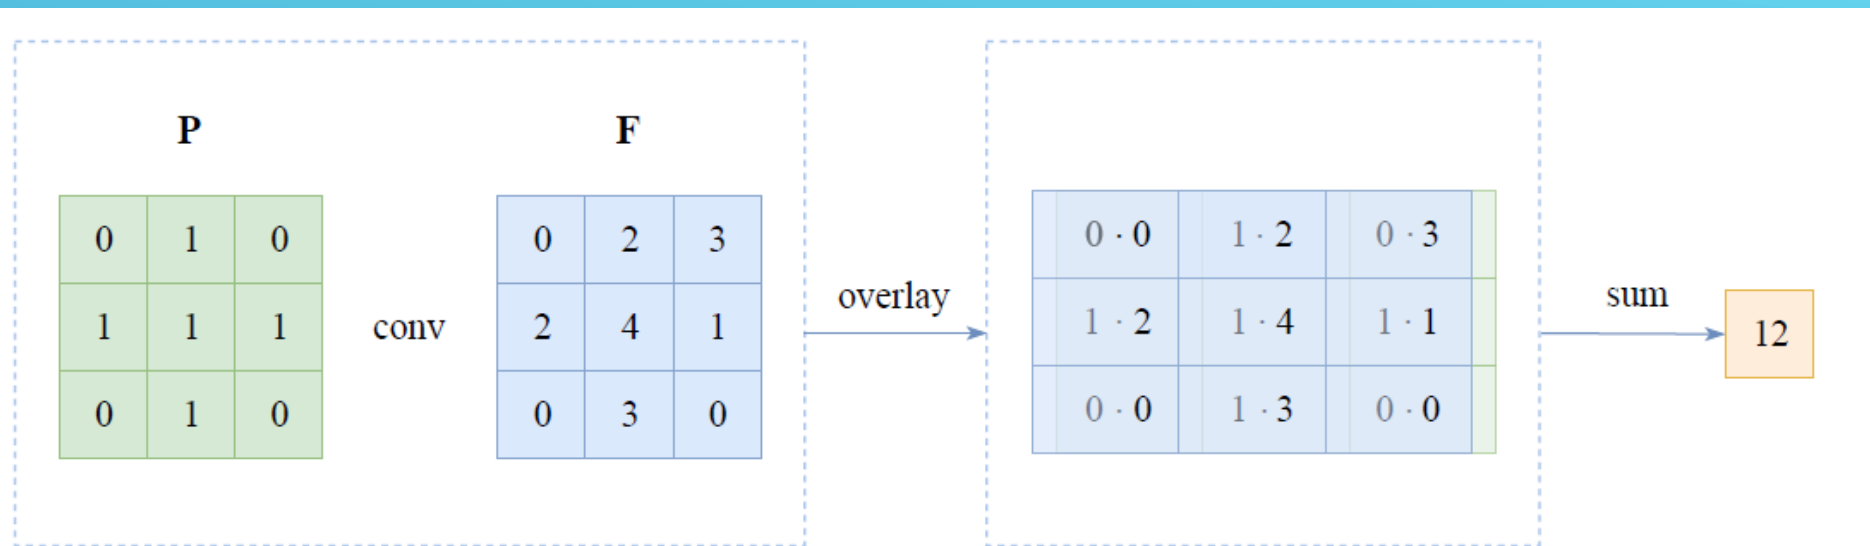 P
F
0 1 0
1 1 1
0 1 0
conv
0 2 3
2 4 1
0 3 0
overlay
0 · 0 1 · 2 0 · 3
1 · 2 1 · 4 1 · 1
0 · 0 1 · 3 0 · 0
sum
12